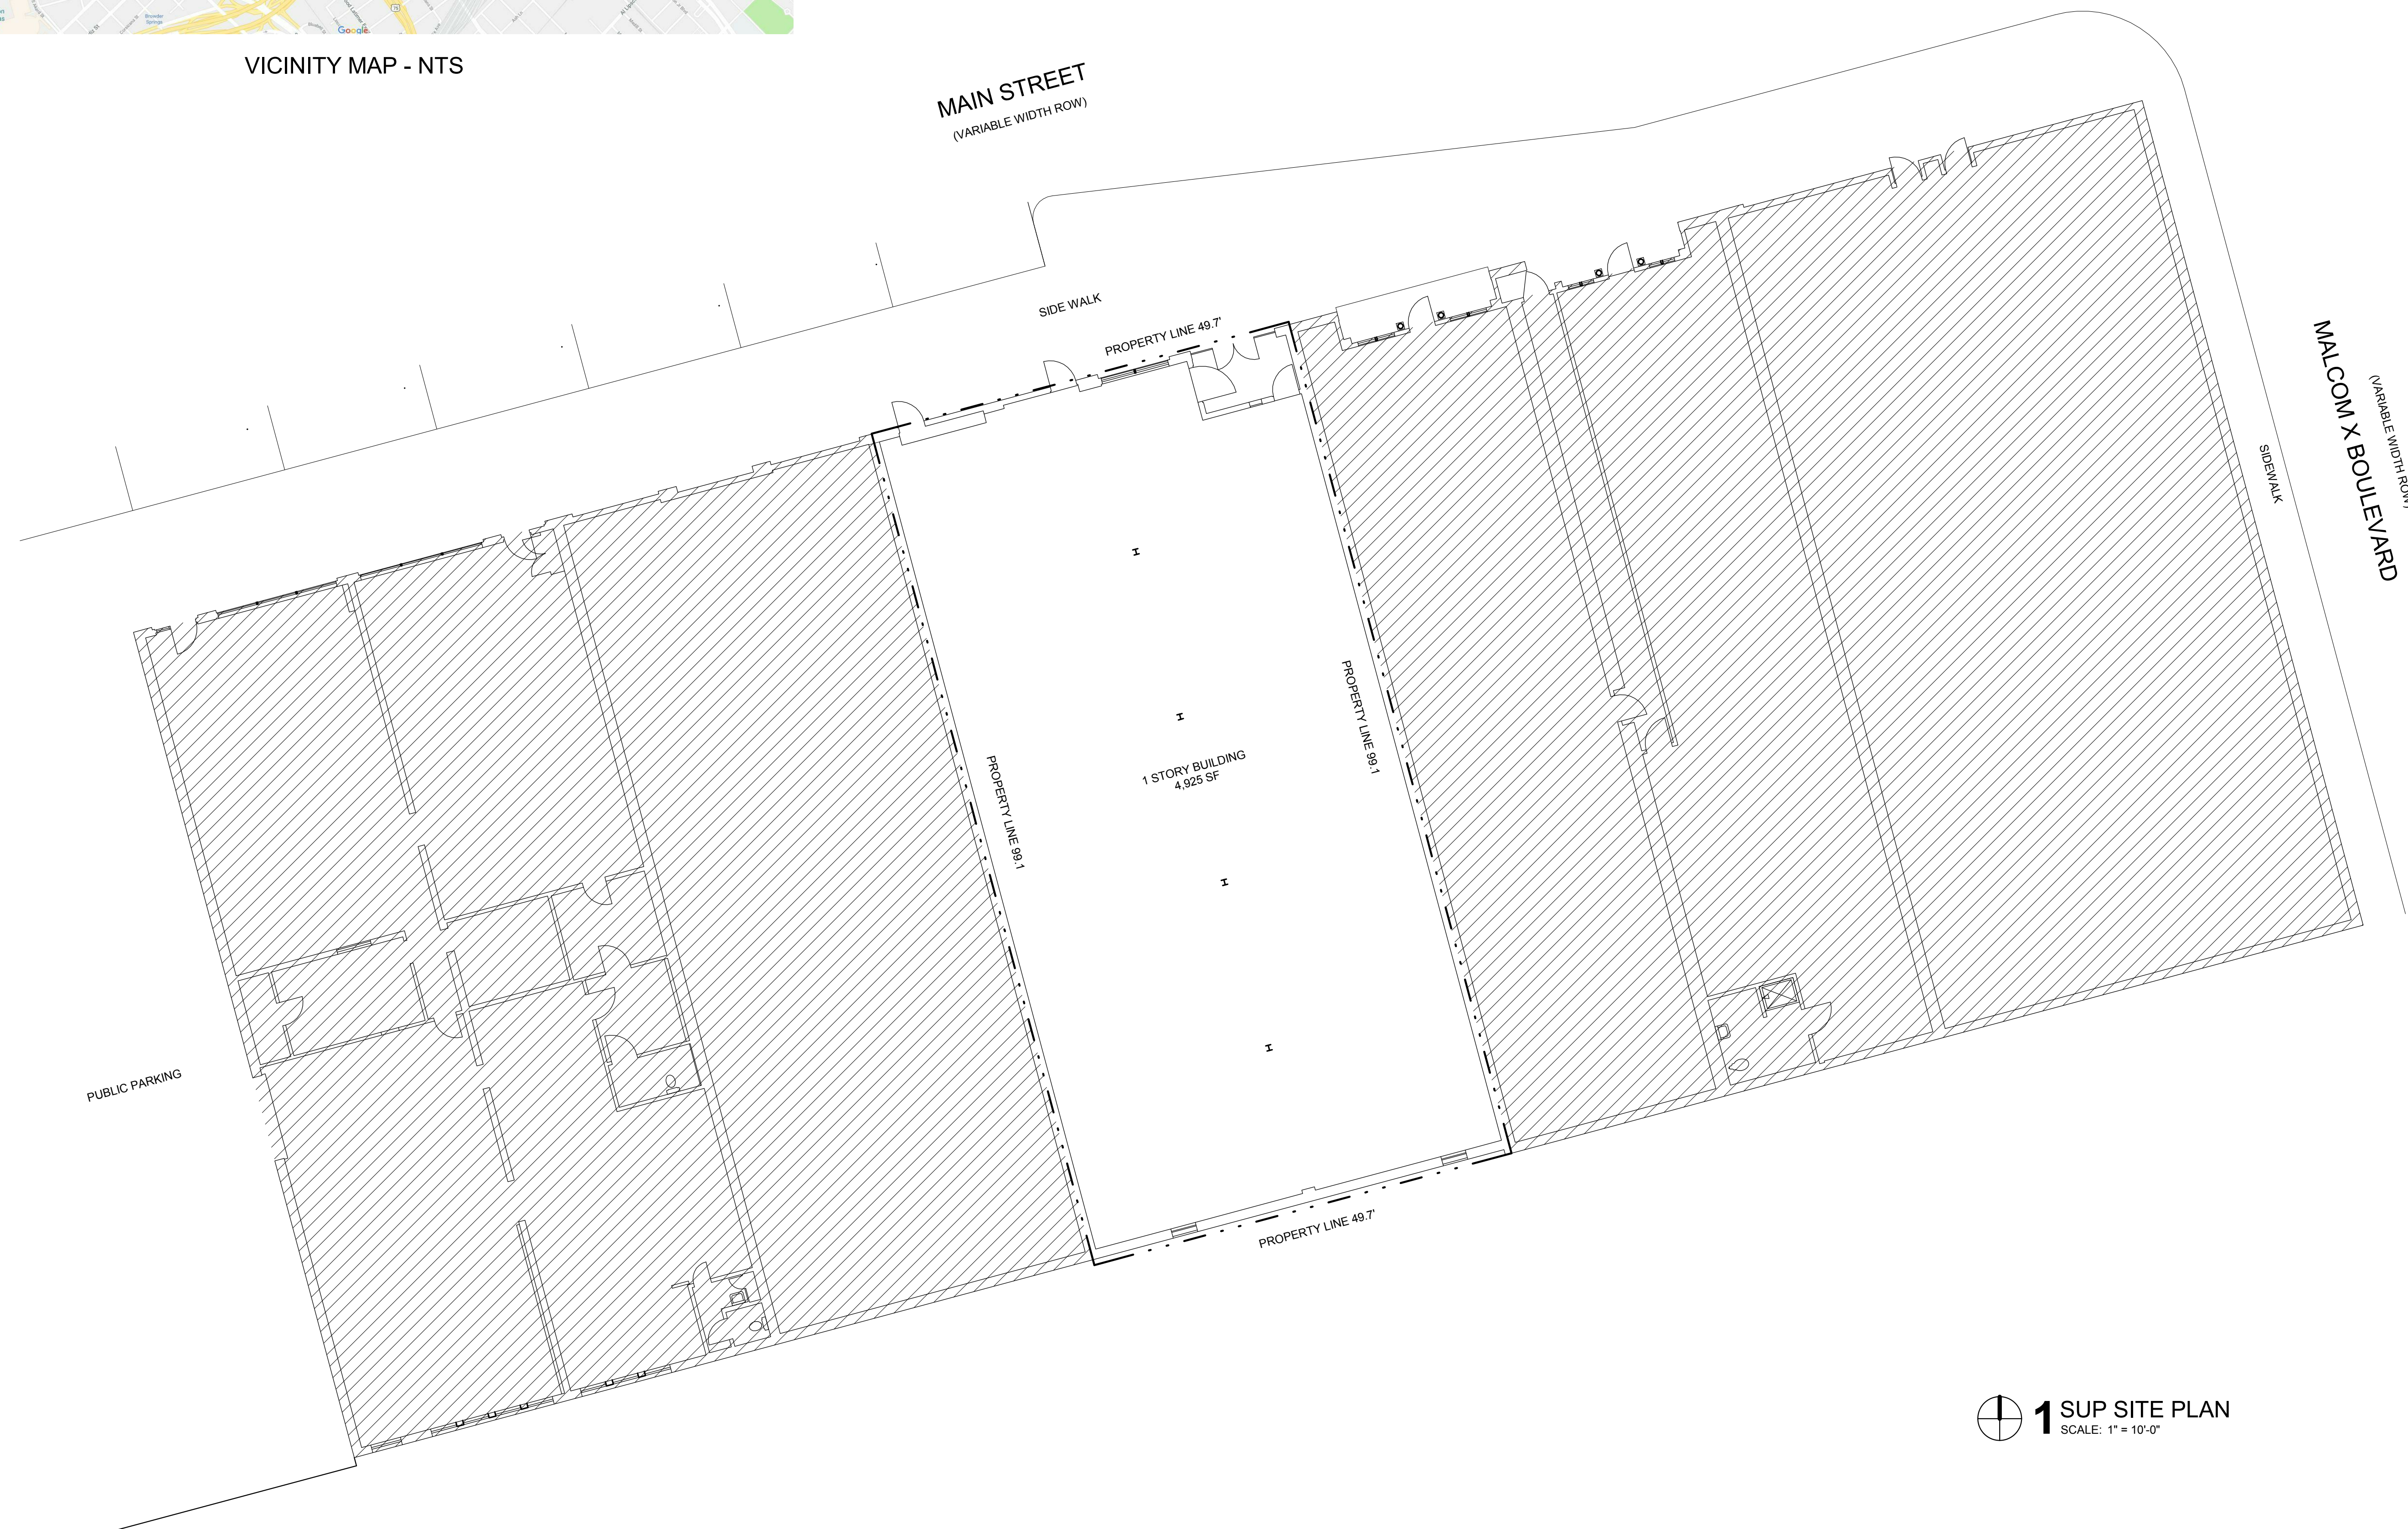 Browder
Springs
Google
VICINITY MAP - NTS
MAIN STREET
(VARIABLE WIDTH ROW)
SIDE WALK
PROPERTY LINE 49.7'
MALCOM X BOULEVARD
(VARIABLE WIDTH ROW)
SIDEWALK
PROPERTY LINE 99.1
PROPERTY LINE 99.1
1 STORY BUILDING
4,925 SF
PUBLIC PARKING
PROPERTY LINE 49.7'
1 SUP SITE PLAN
SCALE: 1" = 10'-0"